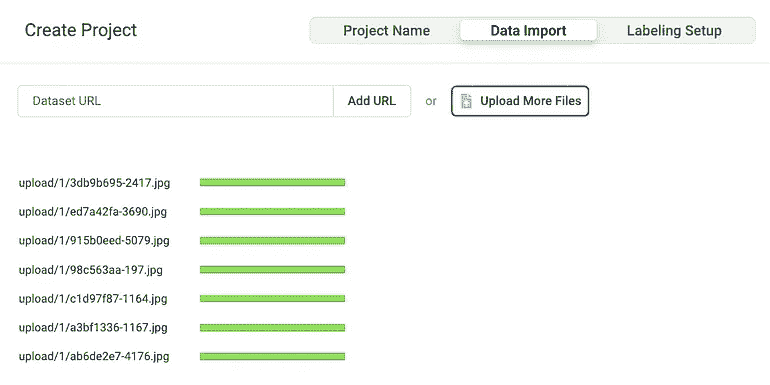 Create Project
Project Name
Data Import
Labeling Setup
Dataset URL
Add URL
or
Upload More Files
upload/1/3db9b695-2417.jpg
upload/1/ed7a42fa-3690.jpg
upload/1/915b0eed-5079.jpg
upload/1/98c563aa-197.jpg
upload/1/c1d97f87-1164.jpg
upload/1/a3bf1336-1167.jpg
upload/1/ab6de2e7-4176.jpg